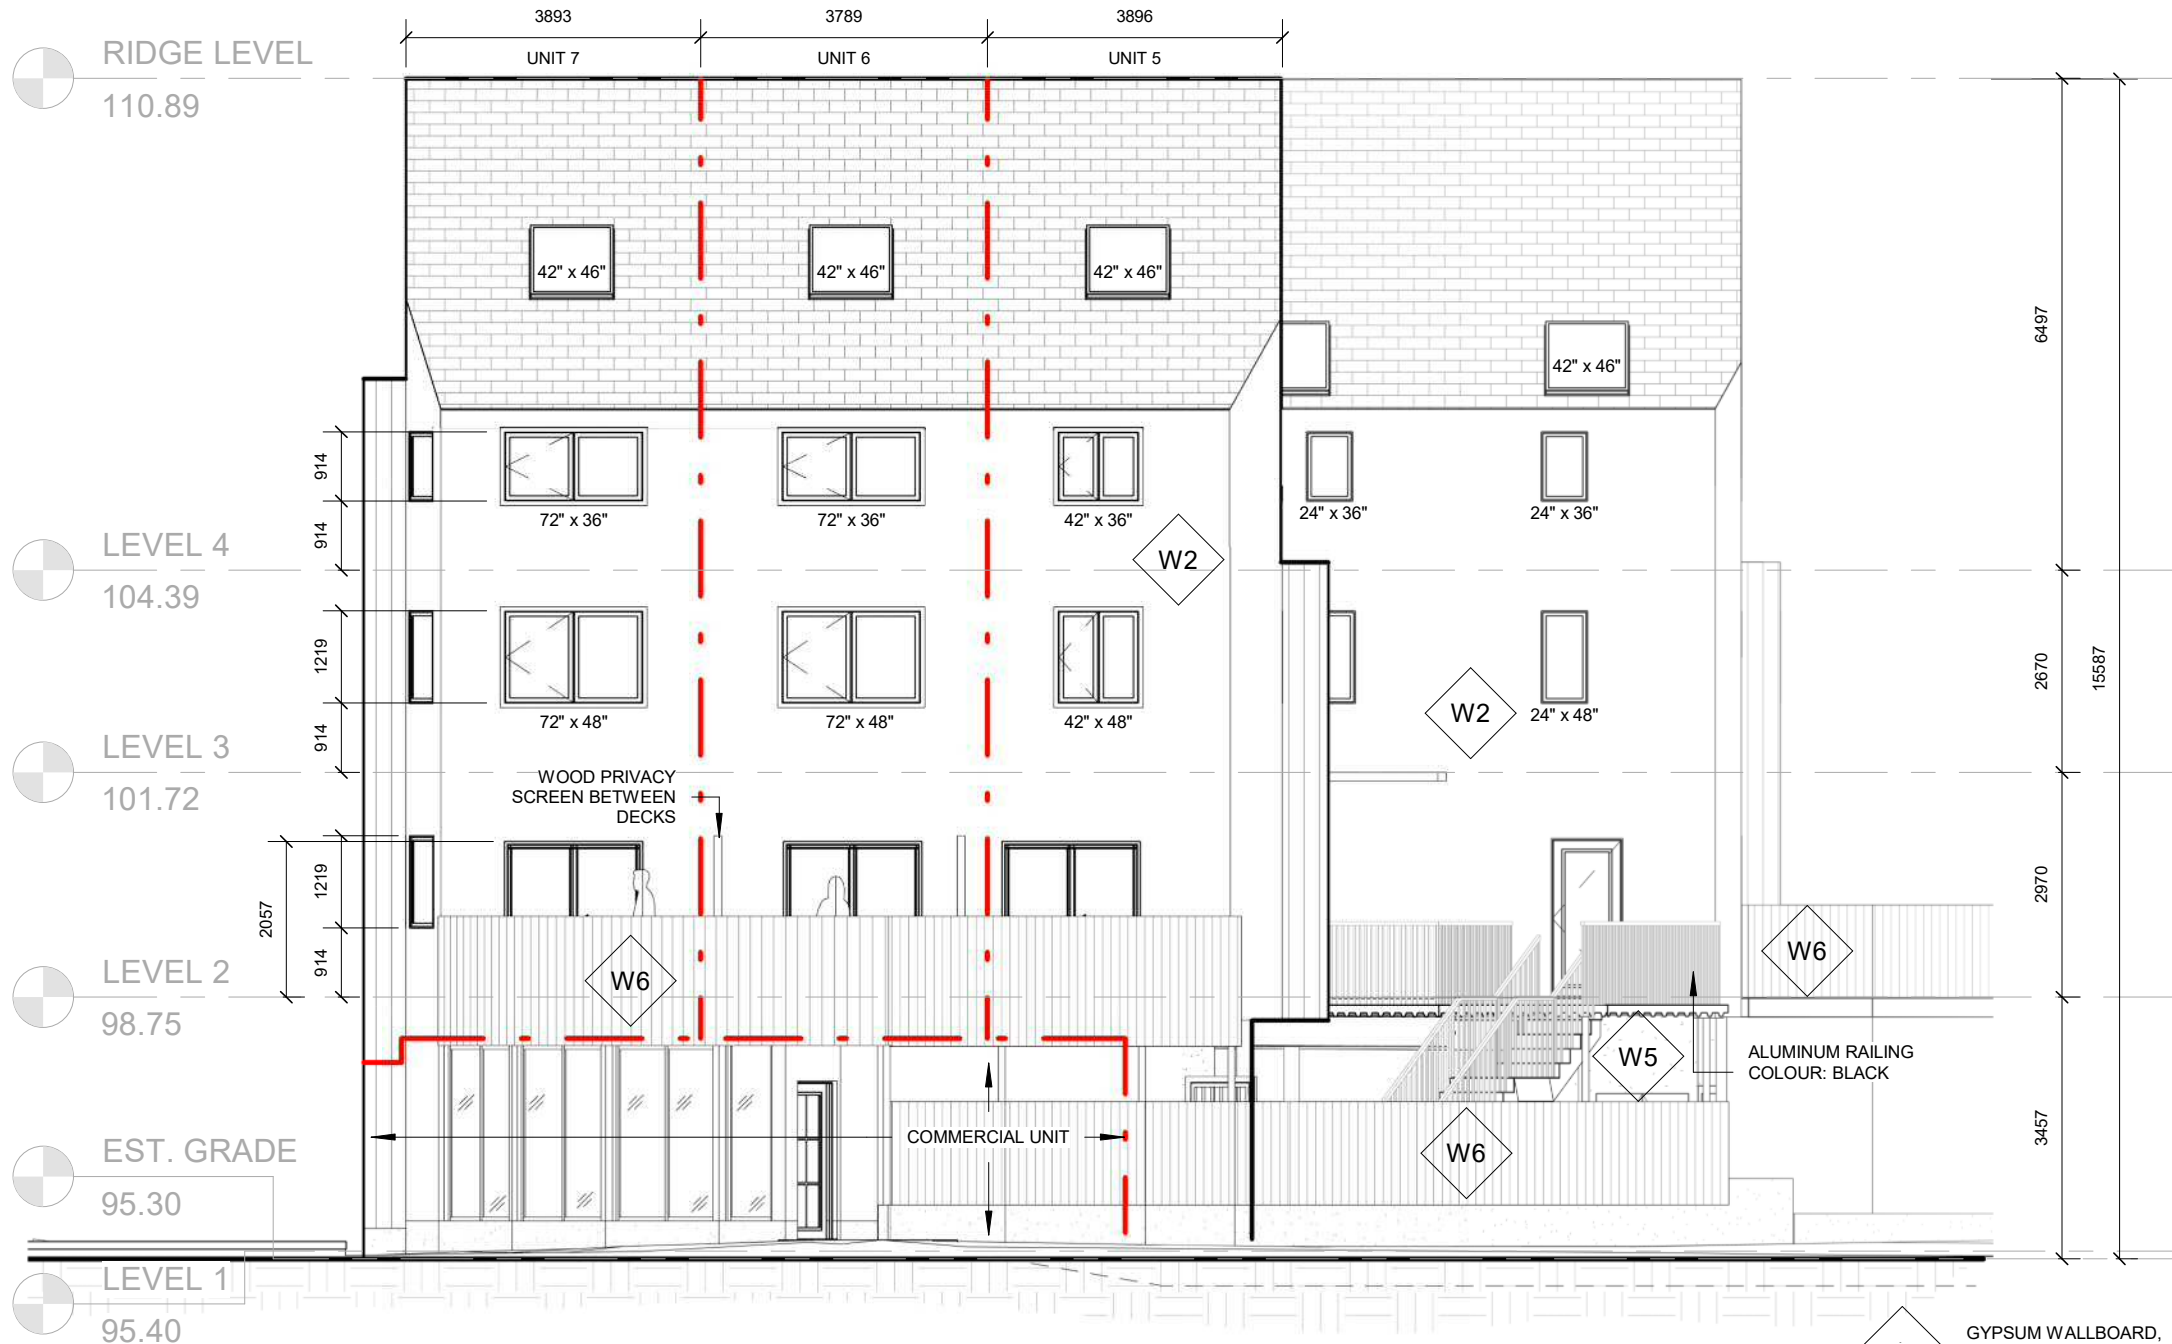 3893
3789
3896
UNIT 7
UNIT 6
UNIT 5
RIDGE LEVEL
110.89
42" x 46"
42" x 46"
42" x 46"
42" x 46"
6497
914
72" x 36"
72" x 36"
42" x 36"
24" x 36"
24" x 36"
914
W2
LEVEL 4
104.39
1219
2670
15587
72" x 48"
72" x 48"
42" x 48"
W2
24" x 48"
914
LEVEL 3
101.72
WOOD PRIVACY
SCREEN BETWEEN
DECKS
1219
2057
2970
914
W6
W6
LEVEL 2
98.75
W5
ALUMINUM RAILING
COLOUR: BLACK
COMMERCIAL UNIT
W6
3457
EST. GRADE
95.30
LEVEL 1
95.40
GYPSUM WALLBOARD,